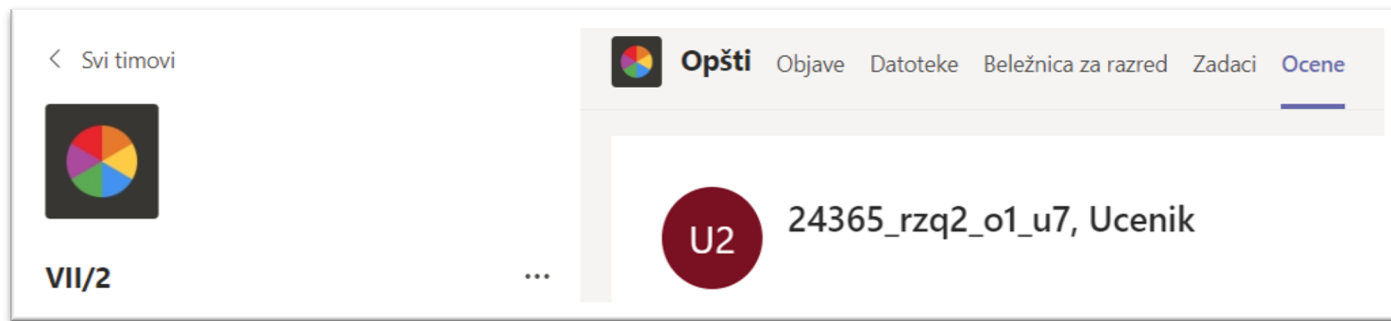 Svi timovi
VII/2
Opšti Objave Datoteke Beležnica za razred Zadaci Ocene
U2
24365_rzq2_o1_u7, Ucenik